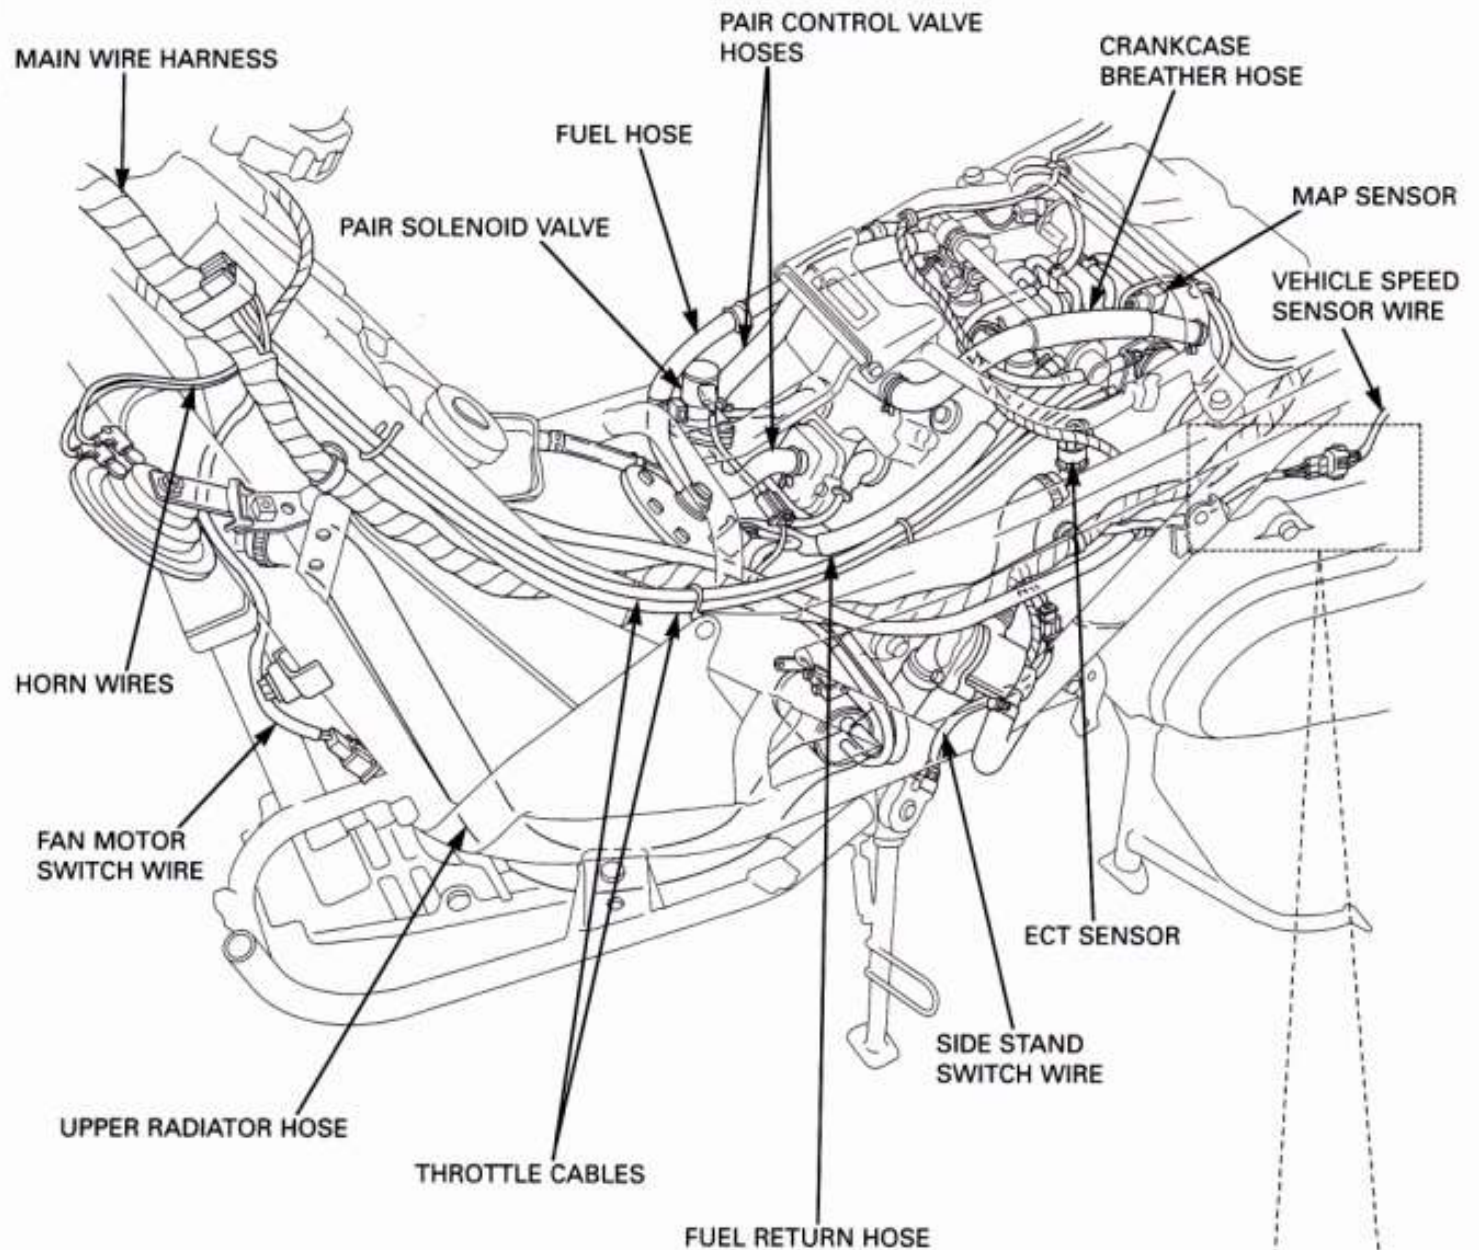 PAIR CONTROL VALVE
HOSES
MAIN WIRE HARNESS
CRANKCASE
BREATHER HOSE
FUEL HOSE
MAP SENSOR
PAIR SOLENOID VALVE
VEHICLE SPEED
SENSOR WIRE
HORN WIRES
FAN MOTOR
SWITCH WIRE
ECT SENSOR
SIDE STAND
SWITCH WIRE
UPPER RADIATOR HOSE
THROTTLE CABLES
FUEL RETURN HOSE